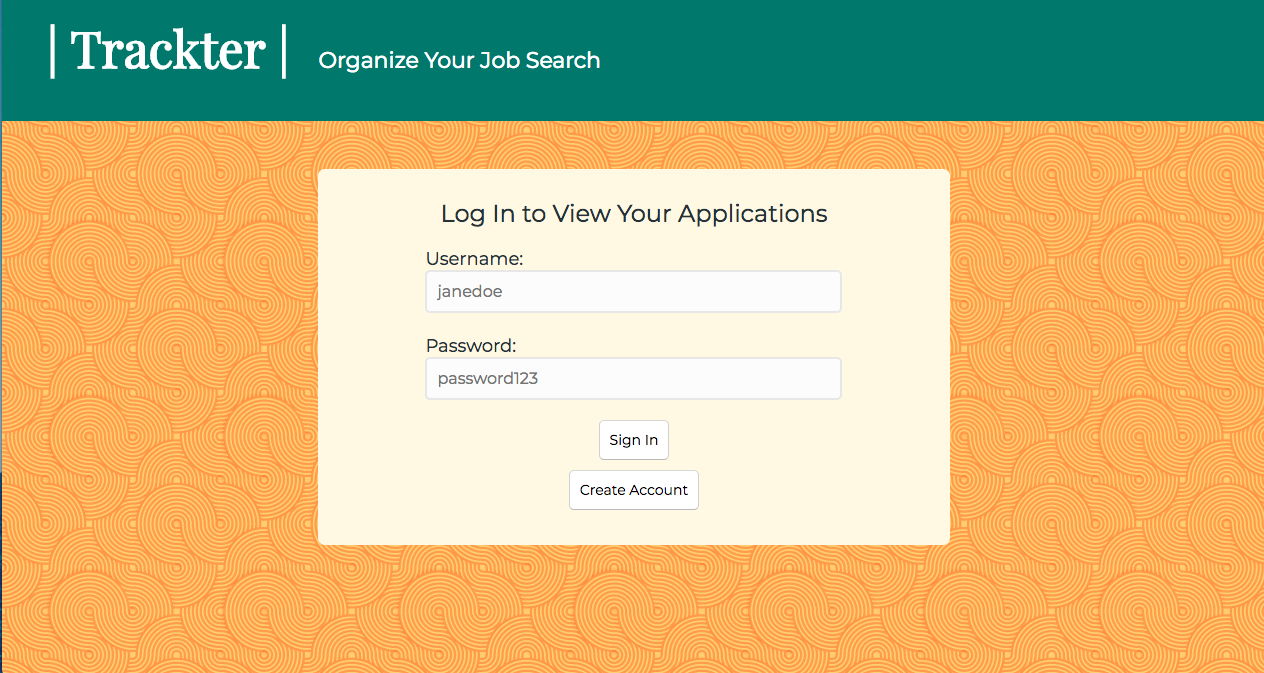 | Trackter |
Organize Your Job Search
Log In to View Your Applications
Username:
janedoe
Password:
password123
Sign In
Create Account